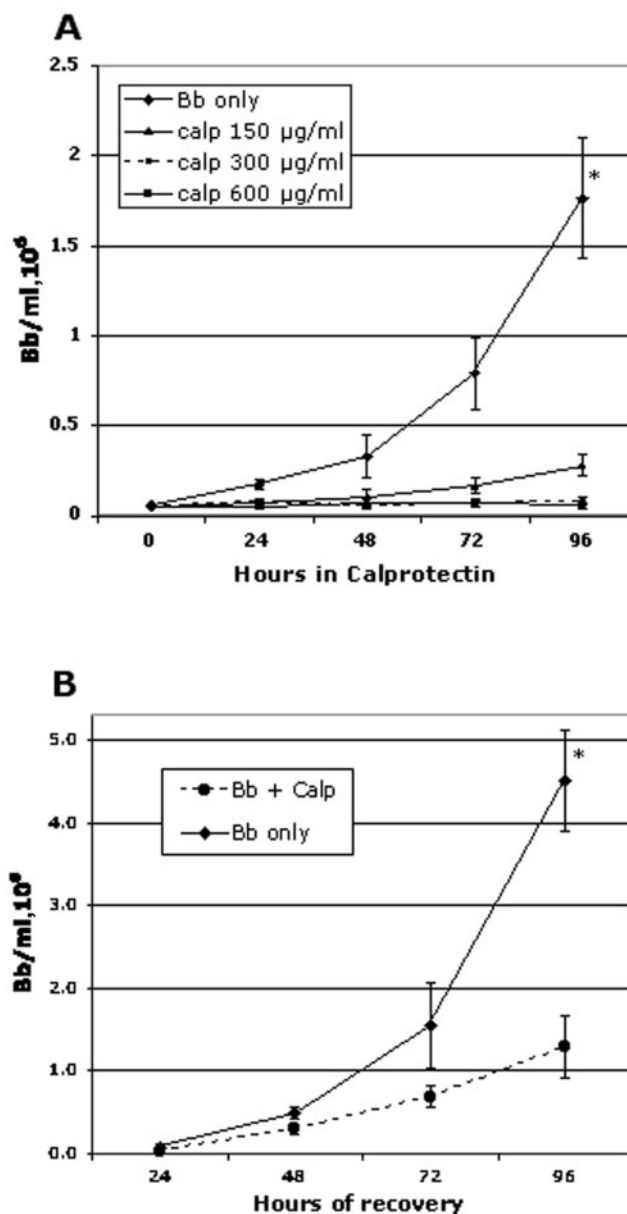 A
2.5
2
1.5
1
0.5
0
Bb/ml,10⁶
Bb only
calp 150 µg/ml
calp 300 µg/ml
calp 600 µg/ml
*
0 24 48 72 96
Hours in Calprotectin
B
5.0
4.0
3.0
2.0
1.0
0.0
Bb/ml,10⁶
Bb + Calp
Bb only
*
24 48 72 96
Hours of recovery